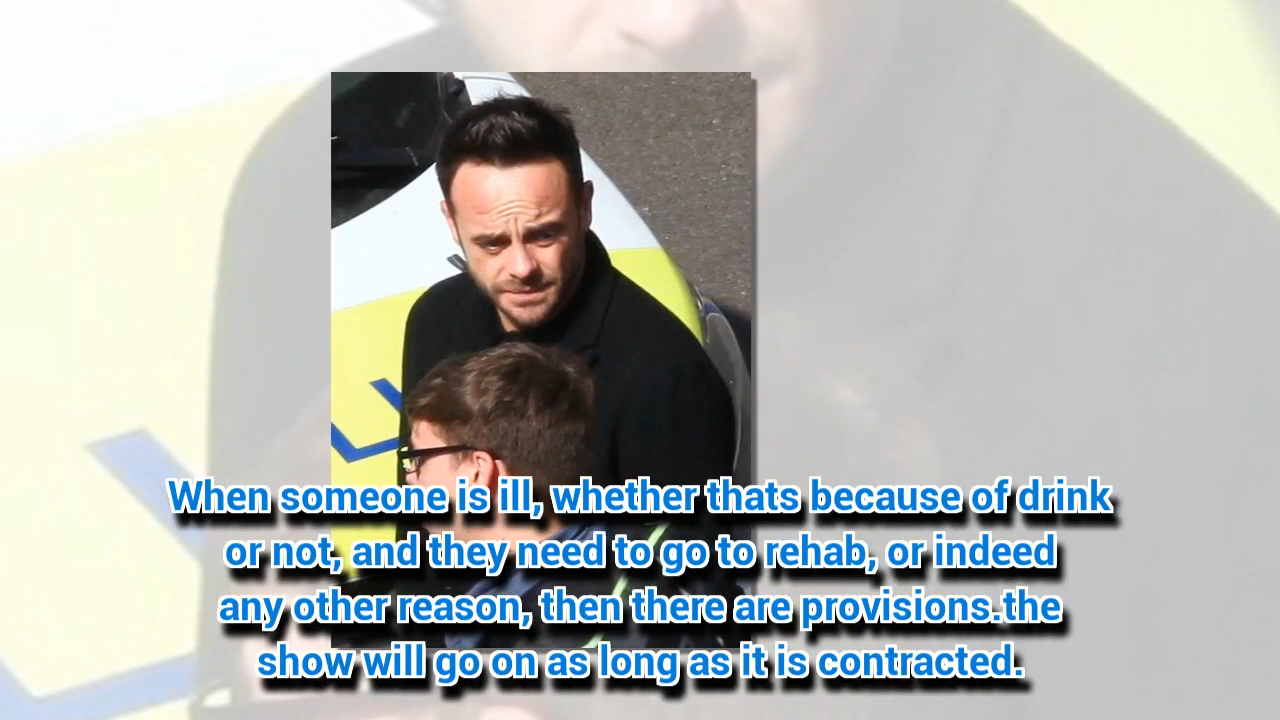 When someone is ill, whether thats because of drink
or not, and they need to go to rehab, or indeed
any other reason, then there are provisions.the
show will go on as long as it is contracted.